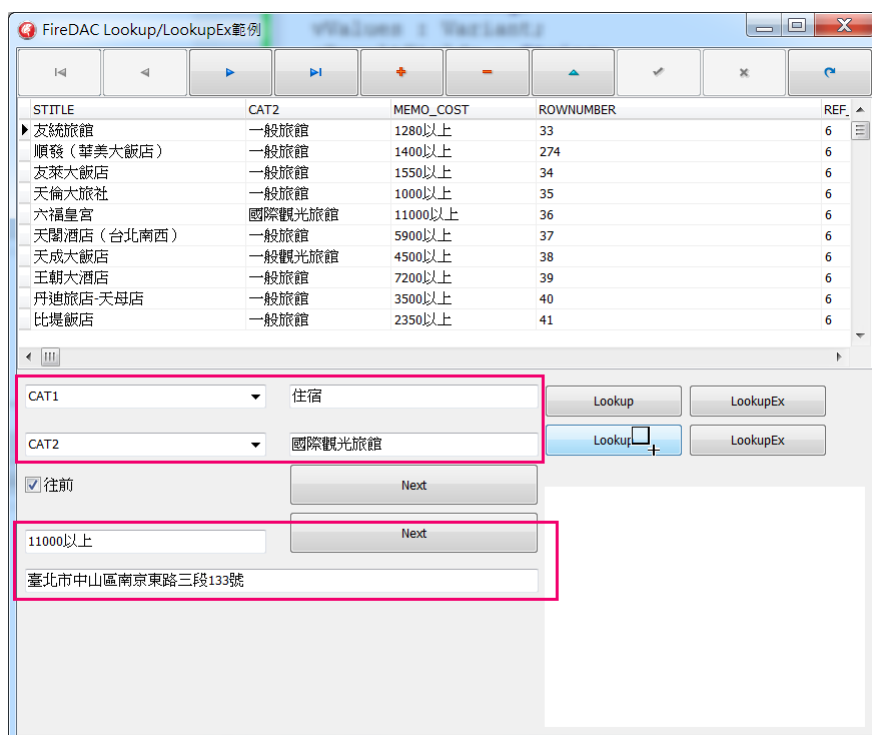 vValues : Variant;
FireDAC Lookup/LookupEx範例
STITLE CAT2 MEMO_COST ROWNUMBER REF_
友統旅館 一般旅館 1280以上 33 6
順發（華美大飯店） 一般旅館 1400以上 274 6
友萊大飯店 一般旅館 1550以上 34 6
天倫大旅社 一般旅館 1000以上 35 6
六福皇宮 國際觀光旅館 11000以上 36 6
天閣酒店（台北南西） 一般旅館 5900以上 37 6
天成大飯店 一般觀光旅館 4500以上 38 6
王朝大酒店 一般旅館 7200以上 39 6
丹迪旅店-天母店 一般旅館 3500以上 40 6
比堤飯店 一般旅館 2350以上 41 6
CAT1 住宿 Lookup LookupEx
CAT2 國際觀光旅館 Lookup LookupEx
往前 Next
11000以上 Next
臺北市中山區南京東路三段133號